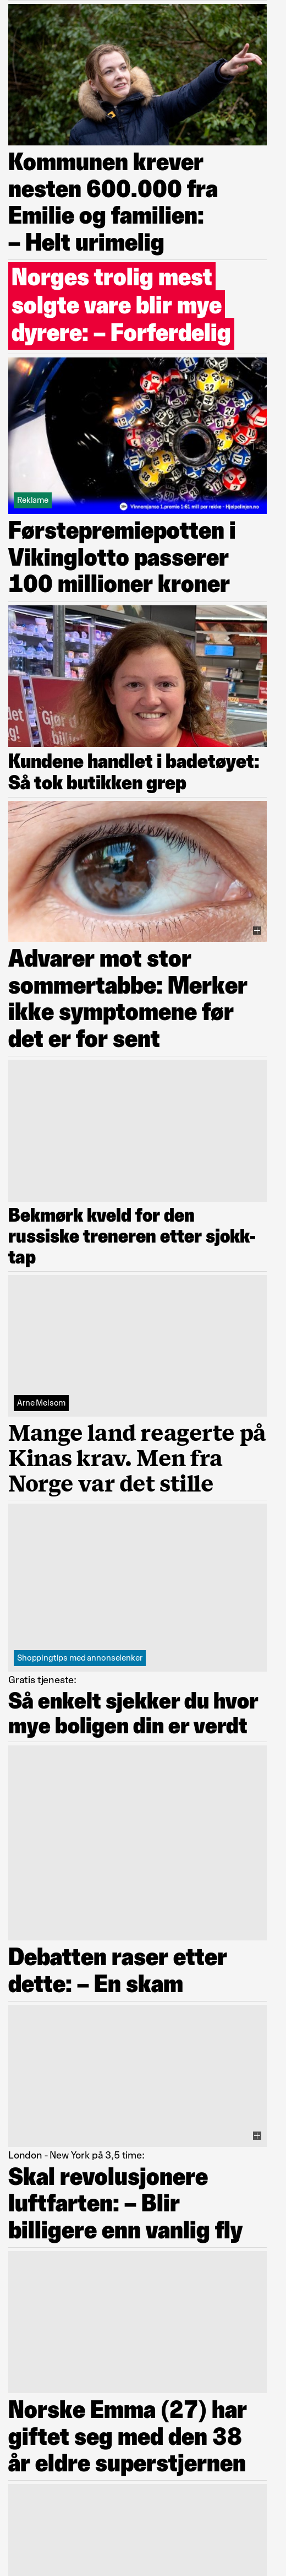 Kommunen krever
nesten 600.000 fra
Emilie og familien:
– Helt urimelig
Norges trolig mest
solgte vare blir mye
dyrere: – Forferdelig
Reklame
Vinnersjanse 1.premie 1:61 mill per rekke - Hjelpelinjen.no
Førstepremiepotten i
Vikinglotto passerer
100 millioner kroner
Kundene handlet i badetøyet:
Så tok butikken grep
Advarer mot stor
sommertabbe: Merker
ikke symptomene før
det er for sent
Bekmørk kveld for den
russiske treneren etter sjokk-
tap
Arne Melsom
Mange land reagerte på
Kinas krav. Men fra
Norge var det stille
Shoppingtips med annonselenker
Gratis tjeneste:
Så enkelt sjekker du hvor
mye boligen din er verdt
Debatten raser etter
dette: – En skam
London - New York på 3,5 time:
Skal revolusjonere
luftfarten: – Blir
billigere enn vanlig fly
Norske Emma (27) har
giftet seg med den 38
år eldre superstjernen